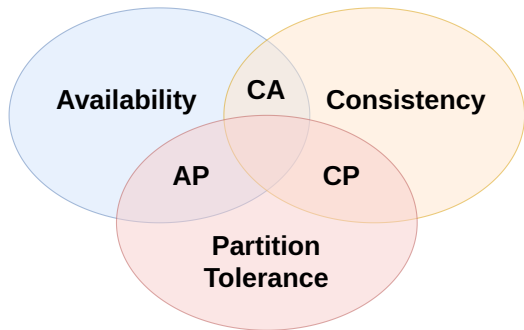 CA
Availability
Consistency
AP
CP
Partition
Tolerance